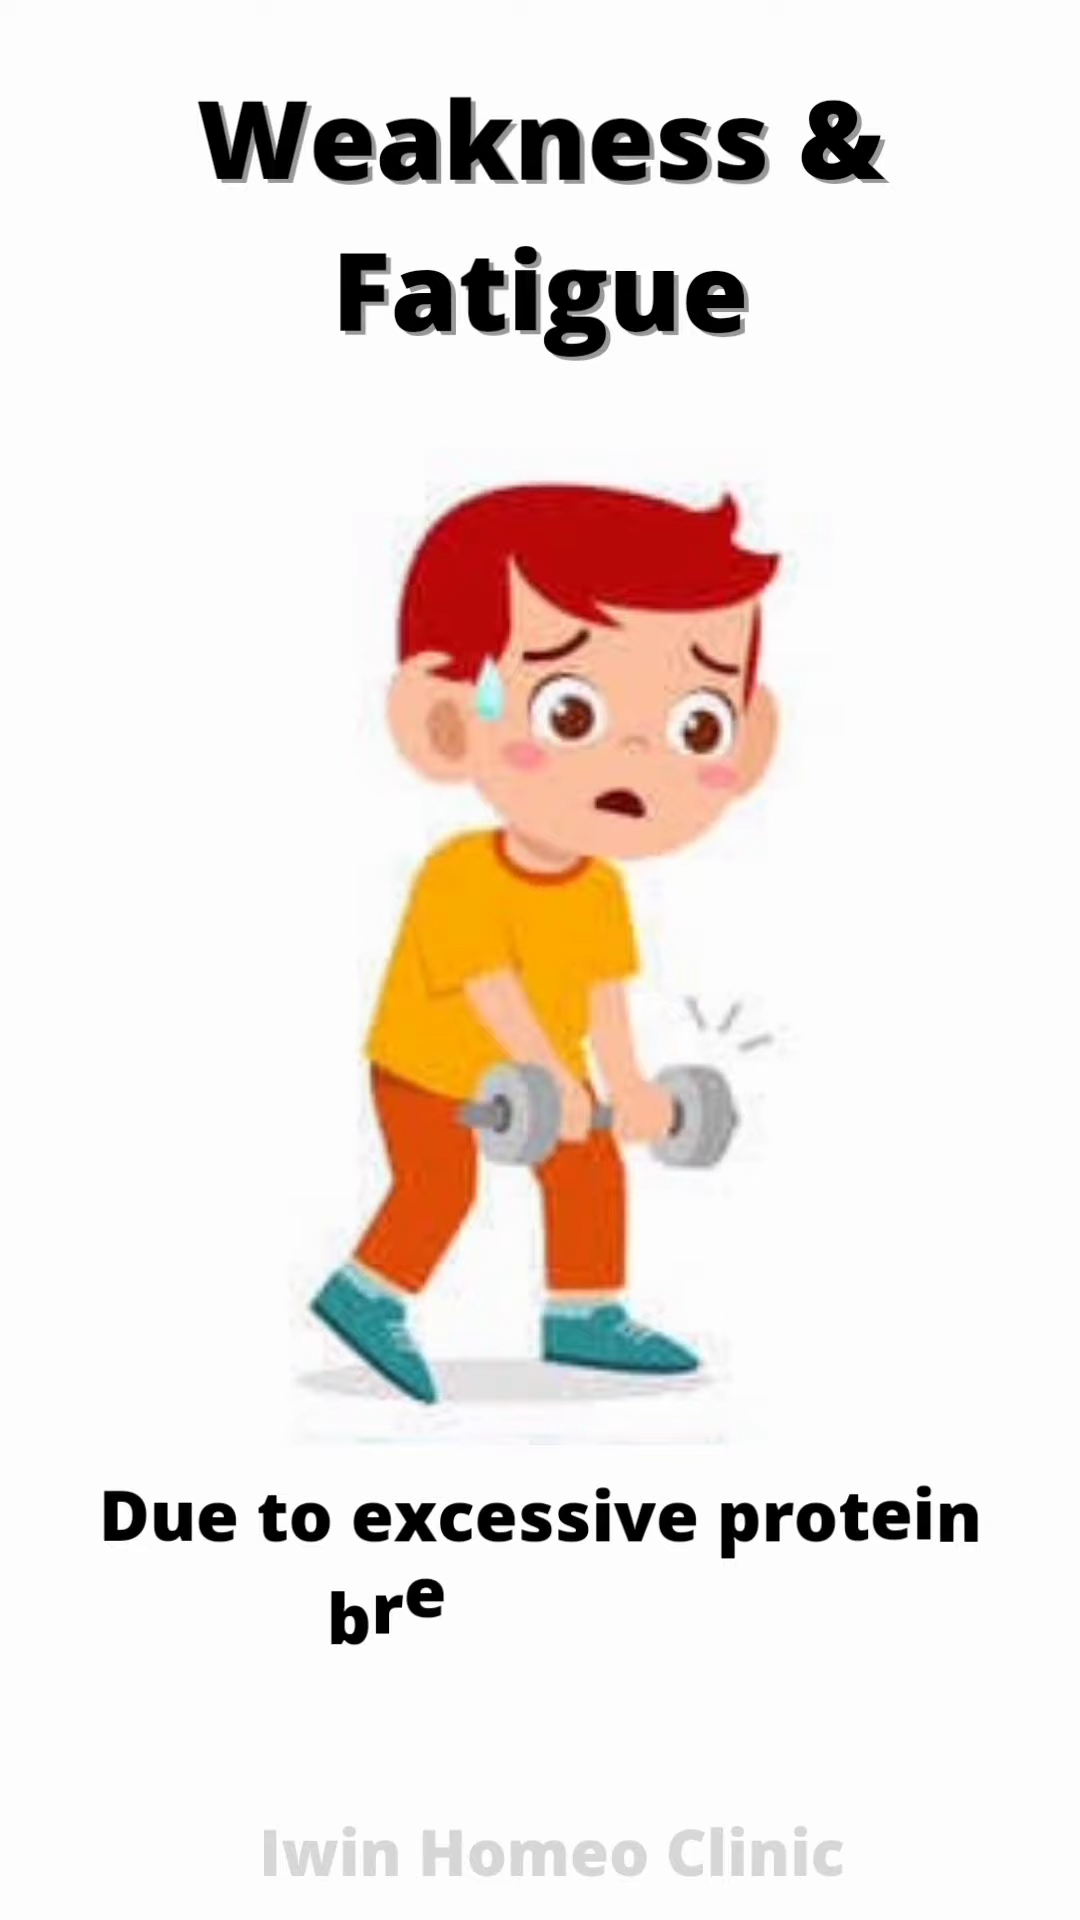 Weakness &
Fatigue
Due to excessive protein
bre
Iwin Homeo Clinic